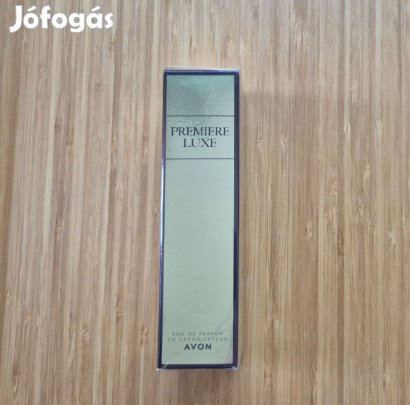 Jófogás
PREMIERE
LUXE
EAU DE PARFUM
EN VAPORISATEUR
AVON